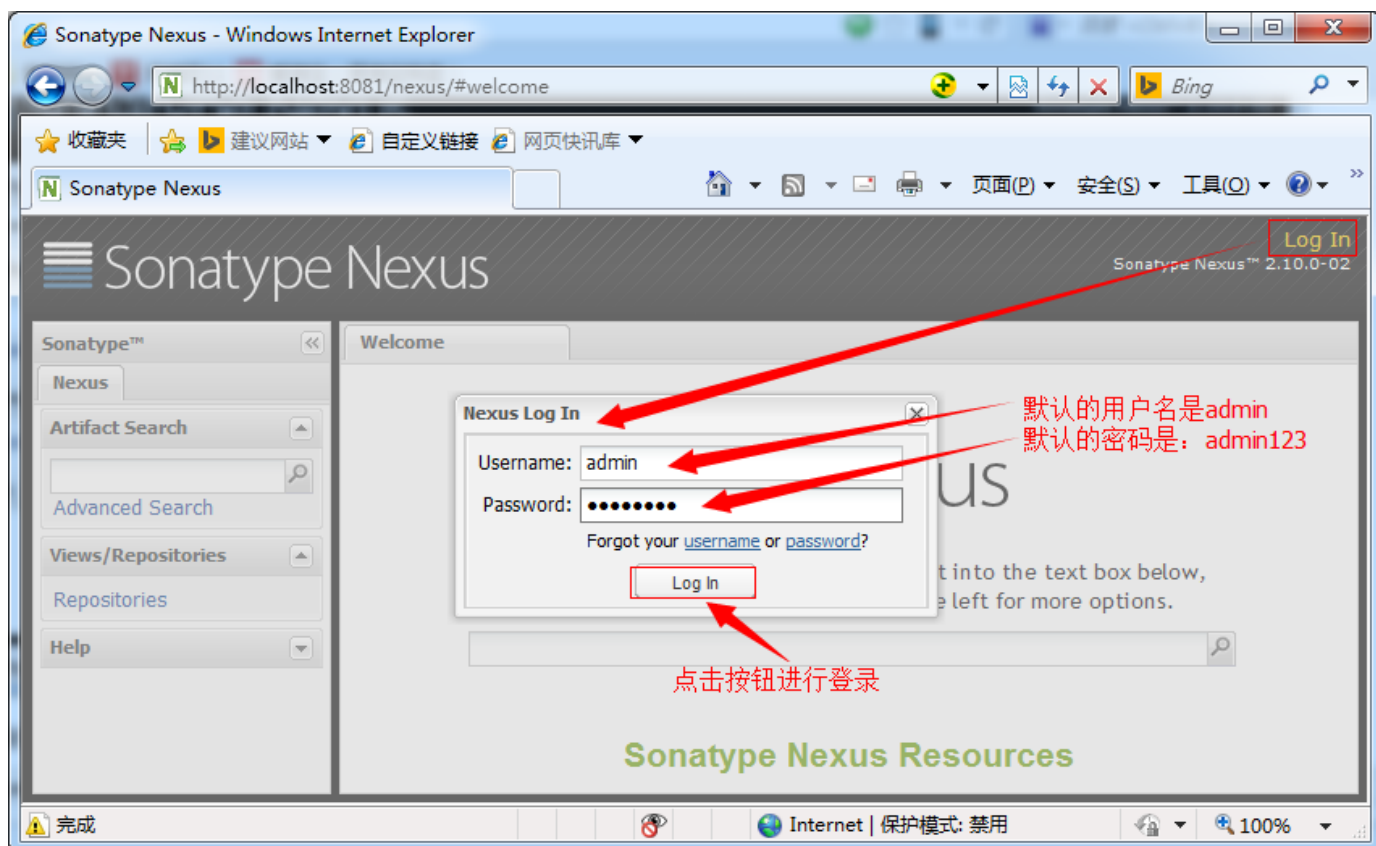 Sonatype Nexus - Windows Internet Explorer
http://localhost:8081/nexus/#welcome
Bing
收藏夹 建议网站 自定义链接 网页快讯库
Sonatype Nexus 页面(P) 安全(S) 工具(O)
Log In
Sonatype Nexus
Sonatype Nexus™ 2.10.0-02
Sonatype™
Welcome
Nexus
Artifact Search
Advanced Search
Views/Repositories
Repositories
Help
Nexus Log In
默认的用户名是admin
Username: admin
默认的密码是：admin123
Password: ••••••••
us
Forgot your username or password?
Log In
t into the text box below,
e left for more options.
点击按钮进行登录
Sonatype Nexus Resources
完成 Internet | 保护模式: 禁用 100%